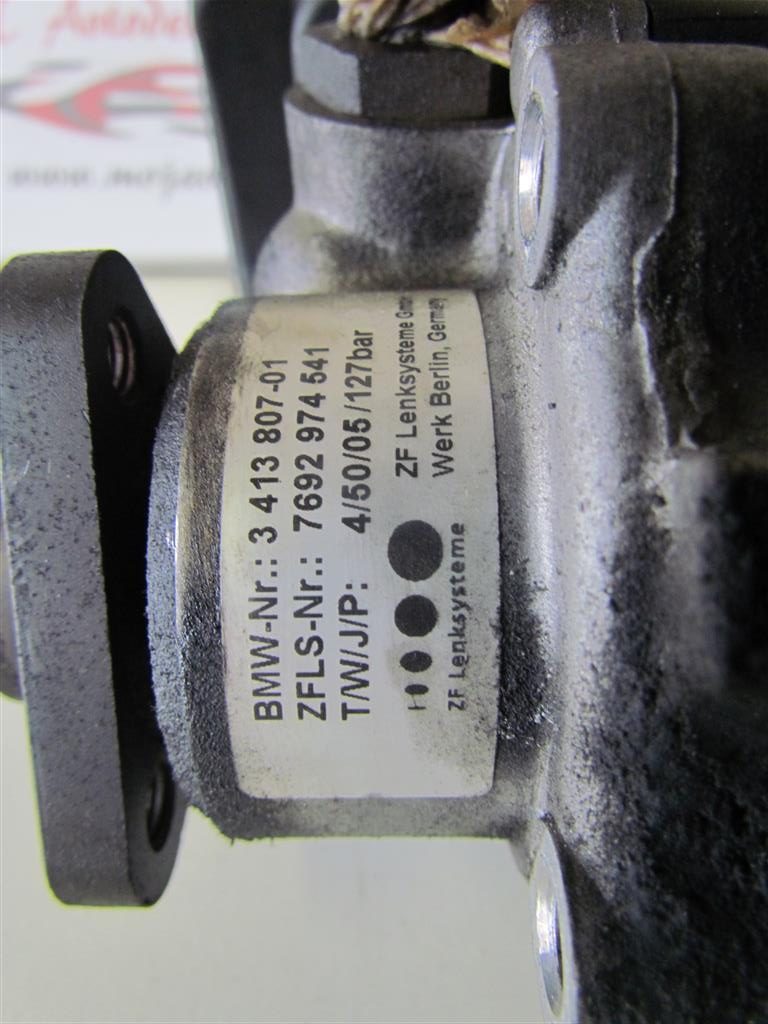 BMW-Nr.: 3 413 807-01
ZFLS-Nr.: 7692 974 541
T/W/J/P: 4/50/05/127bar
ZF Lenksysteme GmbH
Werk Berlin, Germany
ZF Lenksysteme